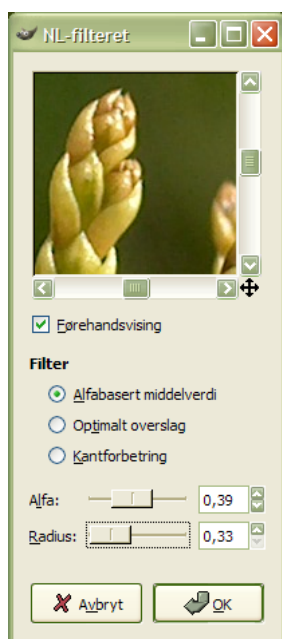 NL-filteret
Førehandsvising
Filter
Alfabasert middelverdi
Optimalt overslag
Kantforbetring
Alfa: 0,39
Radius: 0,33
Avbryt OK